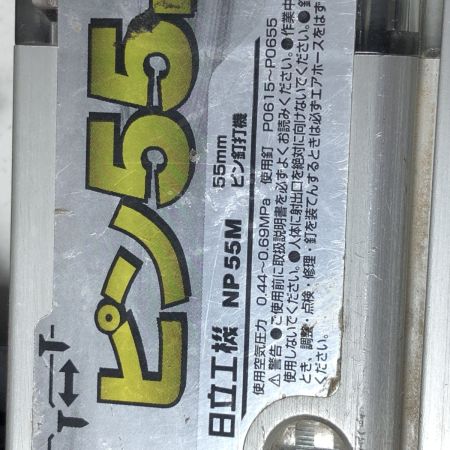 ピン55
日立工機 NP 55M 55mm ピン釘打機
使用空気圧力 0.44~0.69MPa 使用釘 P0615~P0655
⚠警告 ●ご使用前に取扱説明書を必ずよくお読みください。●作業中
使用しないでください。●人体に射出口を絶対に向けないでください。
とき、調整・点検・修理・釘を装てんするときは必ずエアホースをはず
ください。